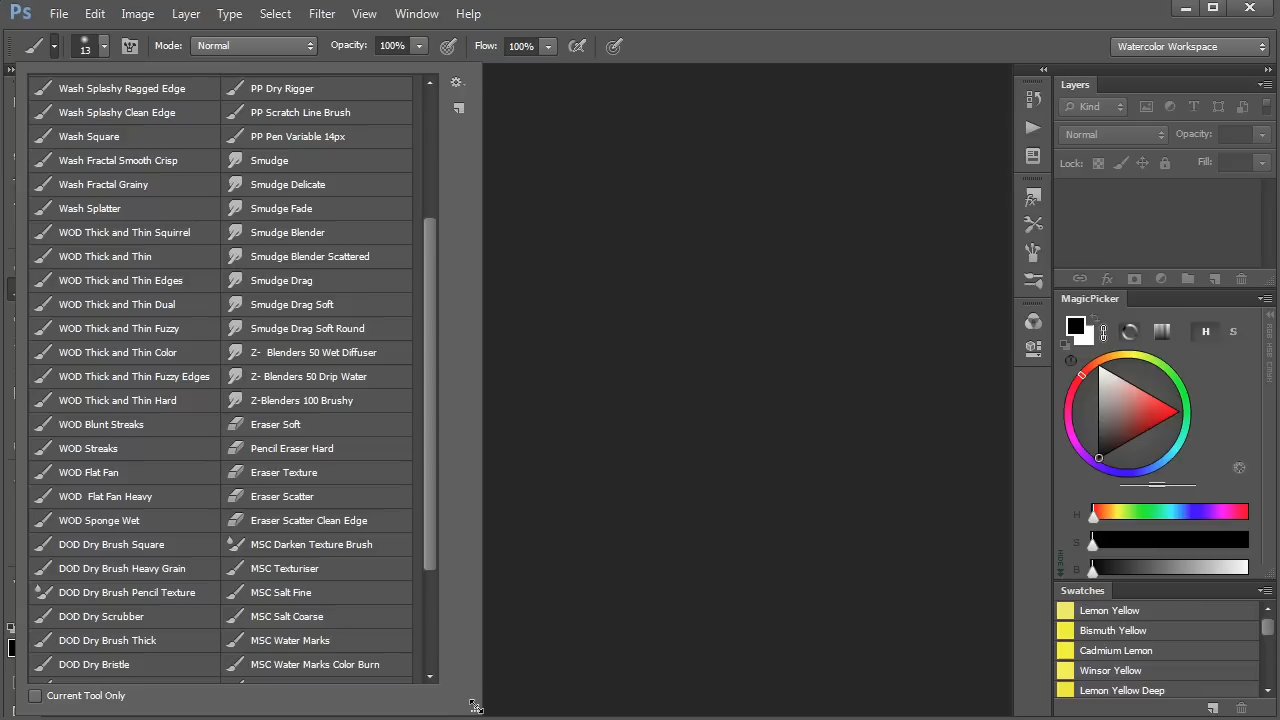 Ps File Edit Image Layer Type Select Filter View Window Help
13 Mode: Normal Opacity: 100% Flow: 100% Watercolor Workspace
Wash Splashy Ragged Edge
Wash Splashy Clean Edge
Wash Square
Wash Fractal Smooth Crisp
Wash Fractal Grainy
Wash Splatter
WOD Thick and Thin Squirrel
WOD Thick and Thin
WOD Thick and Thin Edges
WOD Thick and Thin Dual
WOD Thick and Thin Fuzzy
WOD Thick and Thin Color
WOD Thick and Thin Fuzzy Edges
WOD Thick and Thin Hard
WOD Blunt Streaks
WOD Streaks
WOD Flat Fan
WOD  Flat Fan Heavy
WOD Sponge Wet
DOD Dry Brush Square
DOD Dry Brush Heavy Grain
DOD Dry Brush Pencil Texture
DOD Dry Scrubber
DOD Dry Brush Thick
DOD Dry Bristle
PP Dry Rigger
PP Scratch Line Brush
PP Pen Variable 14px
Smudge
Smudge Delicate
Smudge Fade
Smudge Blender
Smudge Blender Scattered
Smudge Drag
Smudge Drag Soft
Smudge Drag Soft Round
Z-  Blenders 50 Wet Diffuser
Z- Blenders 50 Drip Water
Z-Blenders 100 Brushy
Eraser Soft
Pencil Eraser Hard
Eraser Texture
Eraser Scatter
Eraser Scatter Clean Edge
MSC Darken Texture Brush
MSC Texturiser
MSC Salt Fine
MSC Salt Coarse
MSC Water Marks
MSC Water Marks Color Burn
Current Tool Only
Layers
Kind
Normal Opacity:
Lock: Fill:
MagicPicker
H S
H
S
B
HIDE
RGB HSB CMYK
Swatches
Lemon Yellow
Bismuth Yellow
Cadmium Lemon
Winsor Yellow
Lemon Yellow Deep